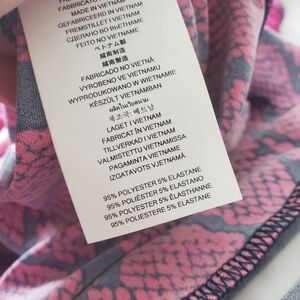 FABRICATO
MADE IN VIETNAM
GEFABRICEERD IN VIETNAM
FREMSTILLET I VIETNAM
СДЕЛАНО ВО ВЬЕТНАМЕ
FEITO NO VIETNAME
ベトナム製
越南制造
越南製造
FABRICADO NO VIETNÃ
VYROBENO VE VIETNAMU
WYPRODUKOWANO W WIETNAMIE
KÉSZÜLT VIETNÁMBAN
ผลิตในเวียดนาม
제조국: 베트남
LAGET I VIETNAM
FABRICAT ÎN VIETNAM
TILLVERKAD I VIETNAM
VALMISTETTU VIETNAMISSA
PAGAMINTA VIETNAME
IZGATAVOTS VJETNAMĀ
95% POLYESTER 5% ELASTANE
95% POLIÉSTER 5% ELASTANO
95% POLYESTER 5% ÉLASTHANNE
95% POLIESTERE 5% ELASTANE